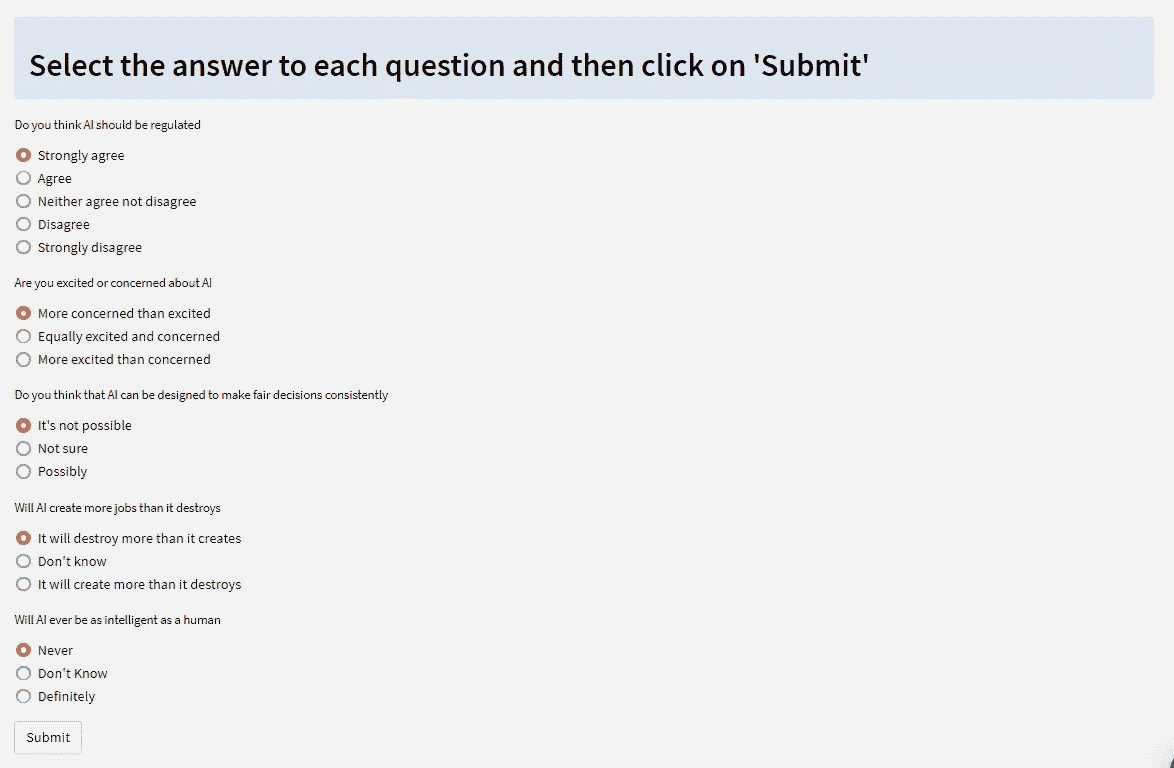 Select the answer to each question and then click on 'Submit'
Do you think AI should be regulated
Strongly agree
Agree
Neither agree not disagree
Disagree
Strongly disagree
Are you excited or concerned about AI
More concerned than excited
Equally excited and concerned
More excited than concerned
Do you think that AI can be designed to make fair decisions consistently
It's not possible
Not sure
Possibly
Will AI create more jobs than it destroys
It will destroy more than it creates
Don't know
It will create more than it destroys
Will AI ever be as intelligent as a human
Never
Don't Know
Definitely
Submit